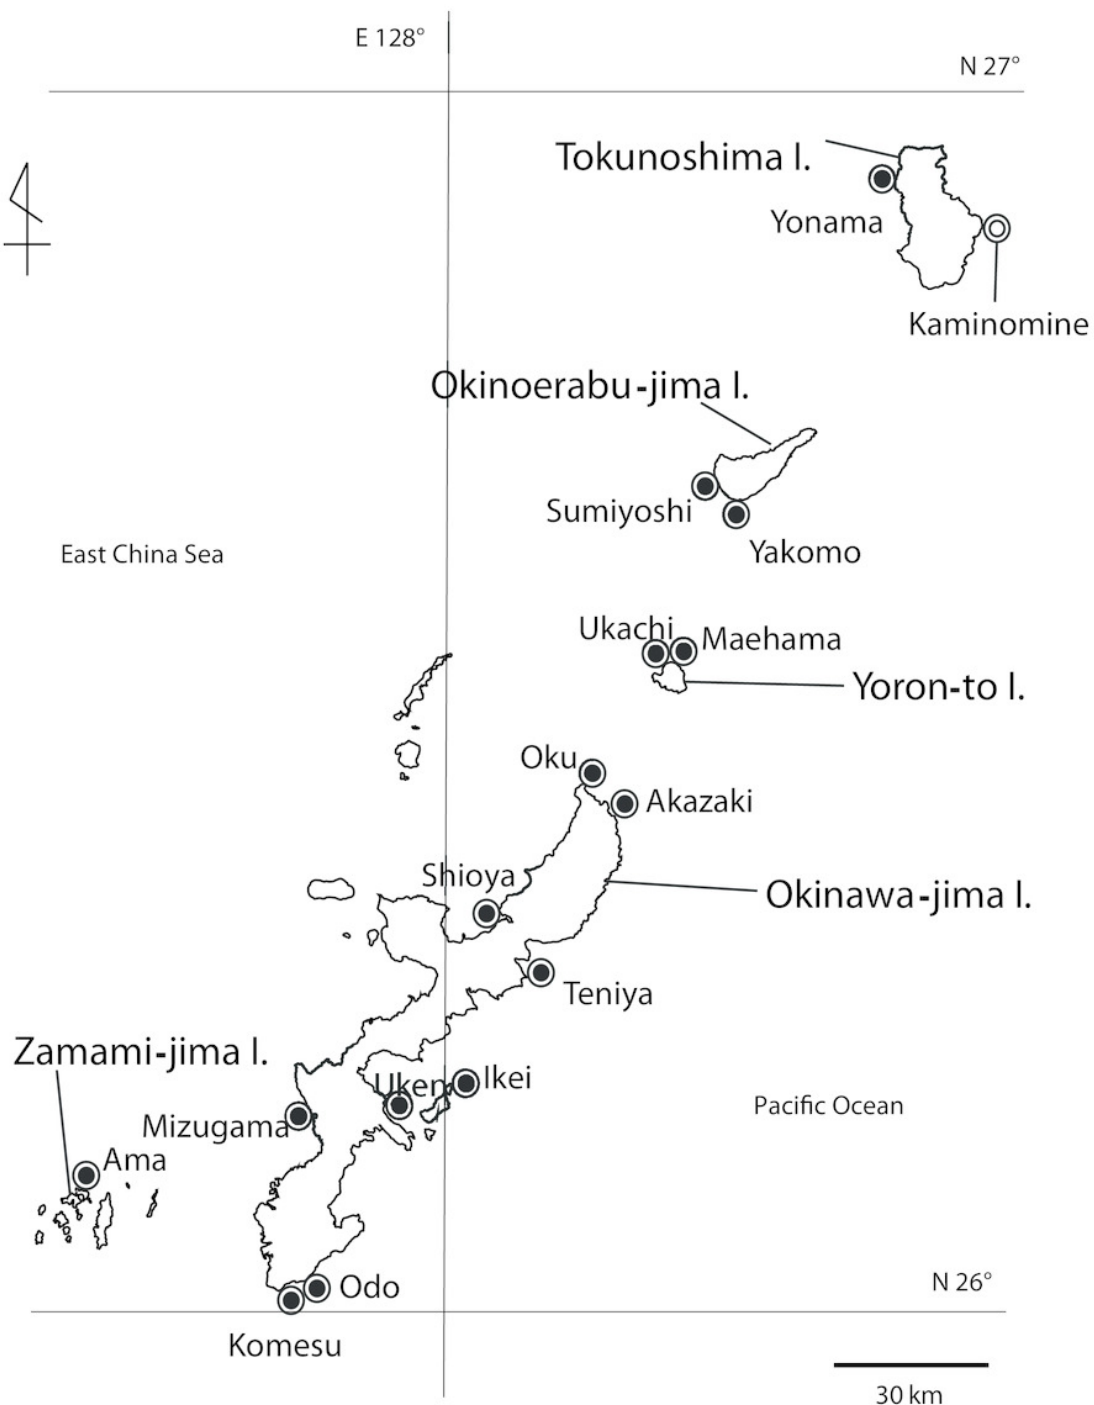 E 128°
N 27°
Tokunoshima I.
Yonama
Kaminomine
Okinoerabu-jima I.
Sumiyoshi
Yakomo
East China Sea
Ukachi
Maehama
Yoron-to I.
Oku
Akazaki
Shioya
Okinawa-jima I.
Teniya
Zamami-jima I.
Uken
Ikei
Mizugama
Pacific Ocean
Ama
N 26°
Odo
Komesu
30 km